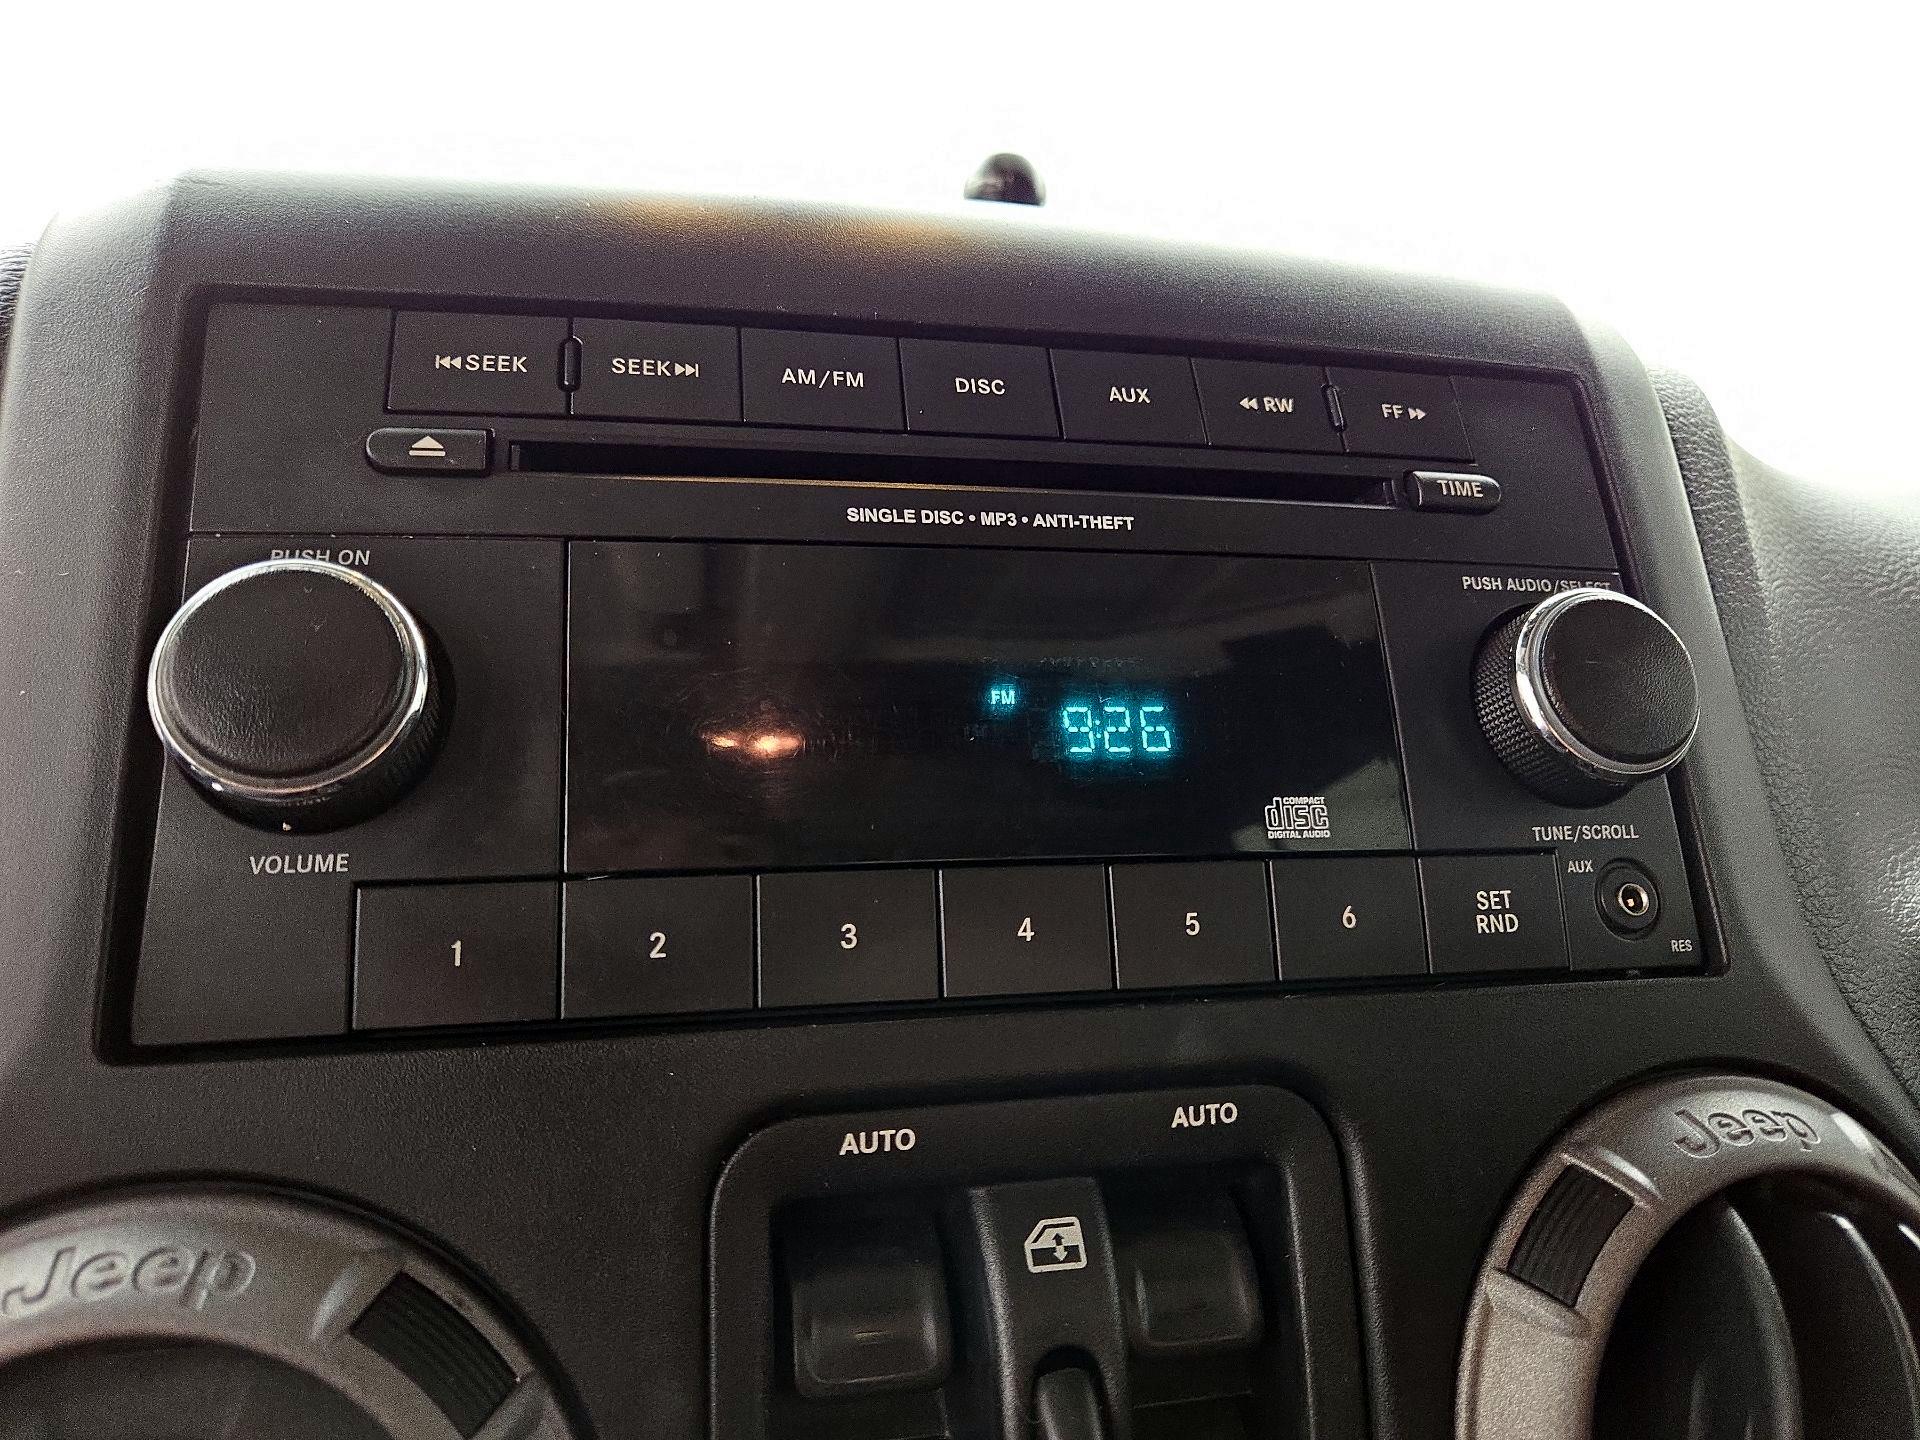 SEEK
SEEK
AM/FM
DISC
AUX
RW
FF
TIME
SINGLE DISC • MP3 • ANTI-THEFT
PUSH ON
PUSH AUDIO/SELECT
FM
9:26
COMPACT
disc
DIGITAL AUDIO
VOLUME
TUNE/SCROLL
AUX
1
2
3
4
5
6
SET
RND
RES
AUTO
AUTO
Jeep
Jeep